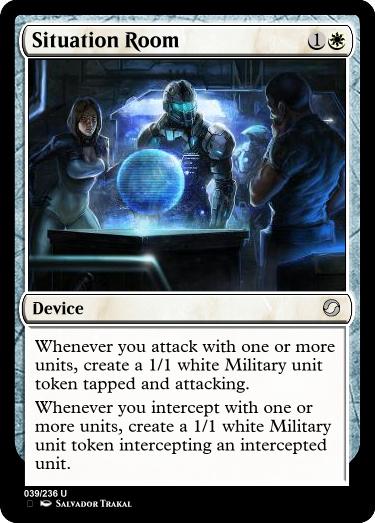 Situation Room 1
Device
Whenever you attack with one or more
units, create a 1/1 white Military unit
token tapped and attacking.
Whenever you intercept with one or
more units, create a 1/1 white Military
unit token intercepting an intercepted
unit.
039/236 U
Salvador Trakal